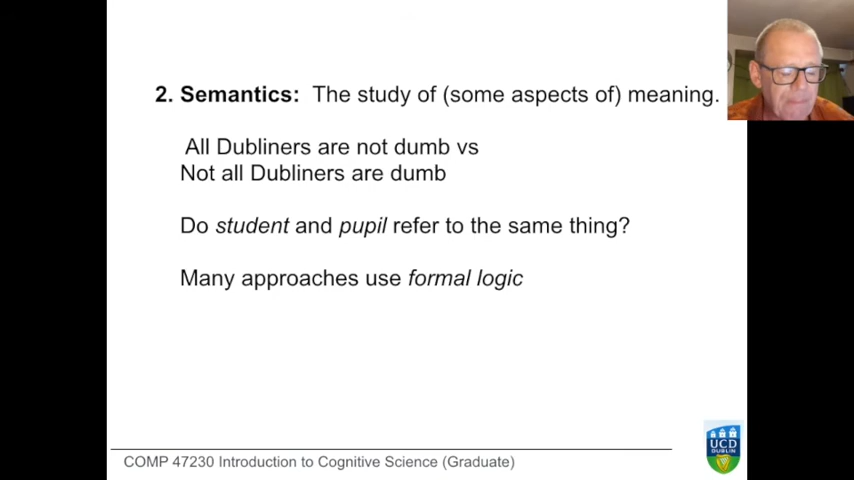 2. Semantics: The study of (some aspects of) meaning.
All Dubliners are not dumb vs
Not all Dubliners are dumb
Do student and pupil refer to the same thing?
Many approaches use formal logic
COMP 47230 Introduction to Cognitive Science (Graduate)
UCD
DUBLIN